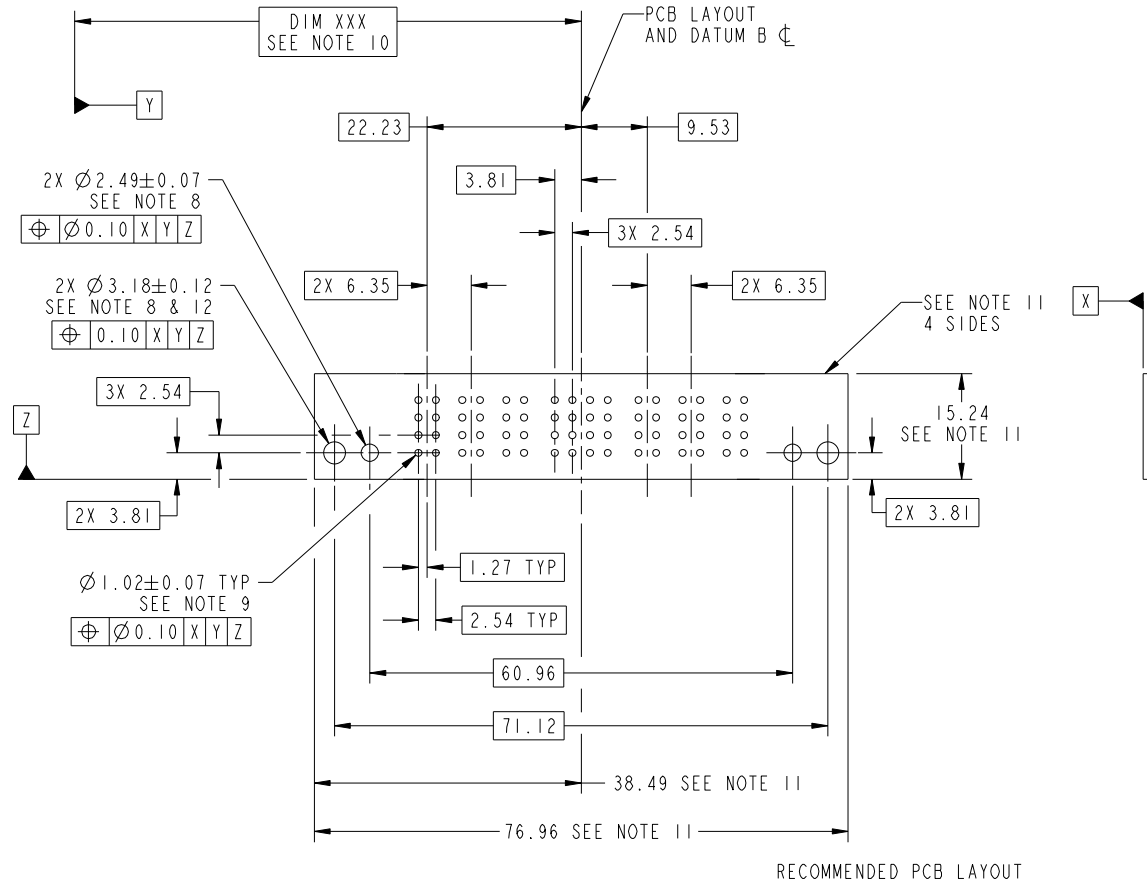 DIM XXX
SEE NOTE 10
PCB LAYOUT
AND DATUM B ℄
Y
22.23
9.53
3.81
2X Ø2.49±0.07
SEE NOTE 8
⌖ Ø0.10 X Y Z
3X 2.54
2X Ø3.18±0.12
SEE NOTE 8 & 12
⌖ 0.10 X Y Z
2X 6.35
2X 6.35
SEE NOTE 11
4 SIDES
X
3X 2.54
Z
15.24
SEE NOTE 11
2X 3.81
2X 3.81
Ø1.02±0.07 TYP
SEE NOTE 9
⌖ Ø0.10 X Y Z
1.27 TYP
2.54 TYP
60.96
71.12
38.49 SEE NOTE 11
76.96 SEE NOTE 11
RECOMMENDED PCB LAYOUT